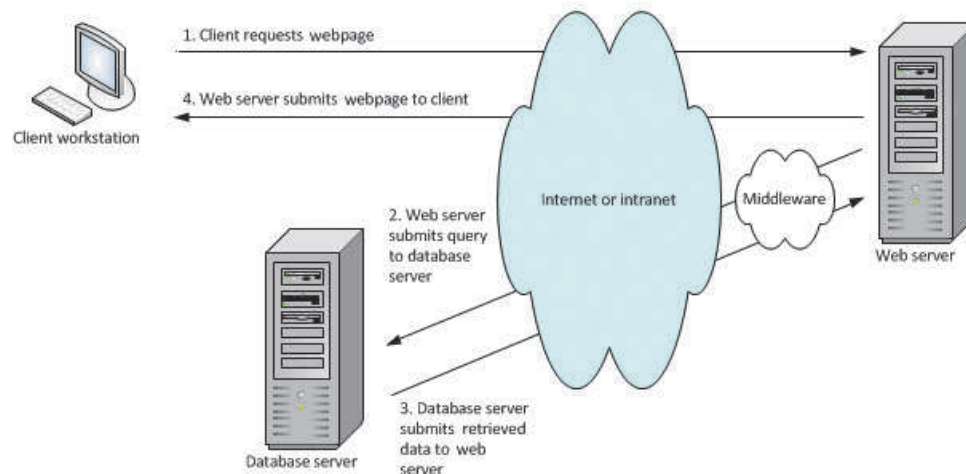 1. Client requests webpage
4. Web server submits webpage to client
Client workstation
Internet or intranet
Middleware
2. Web server
submits query
to database
server
Web server
3. Database server
submits retrieved
data to web
server
Database server